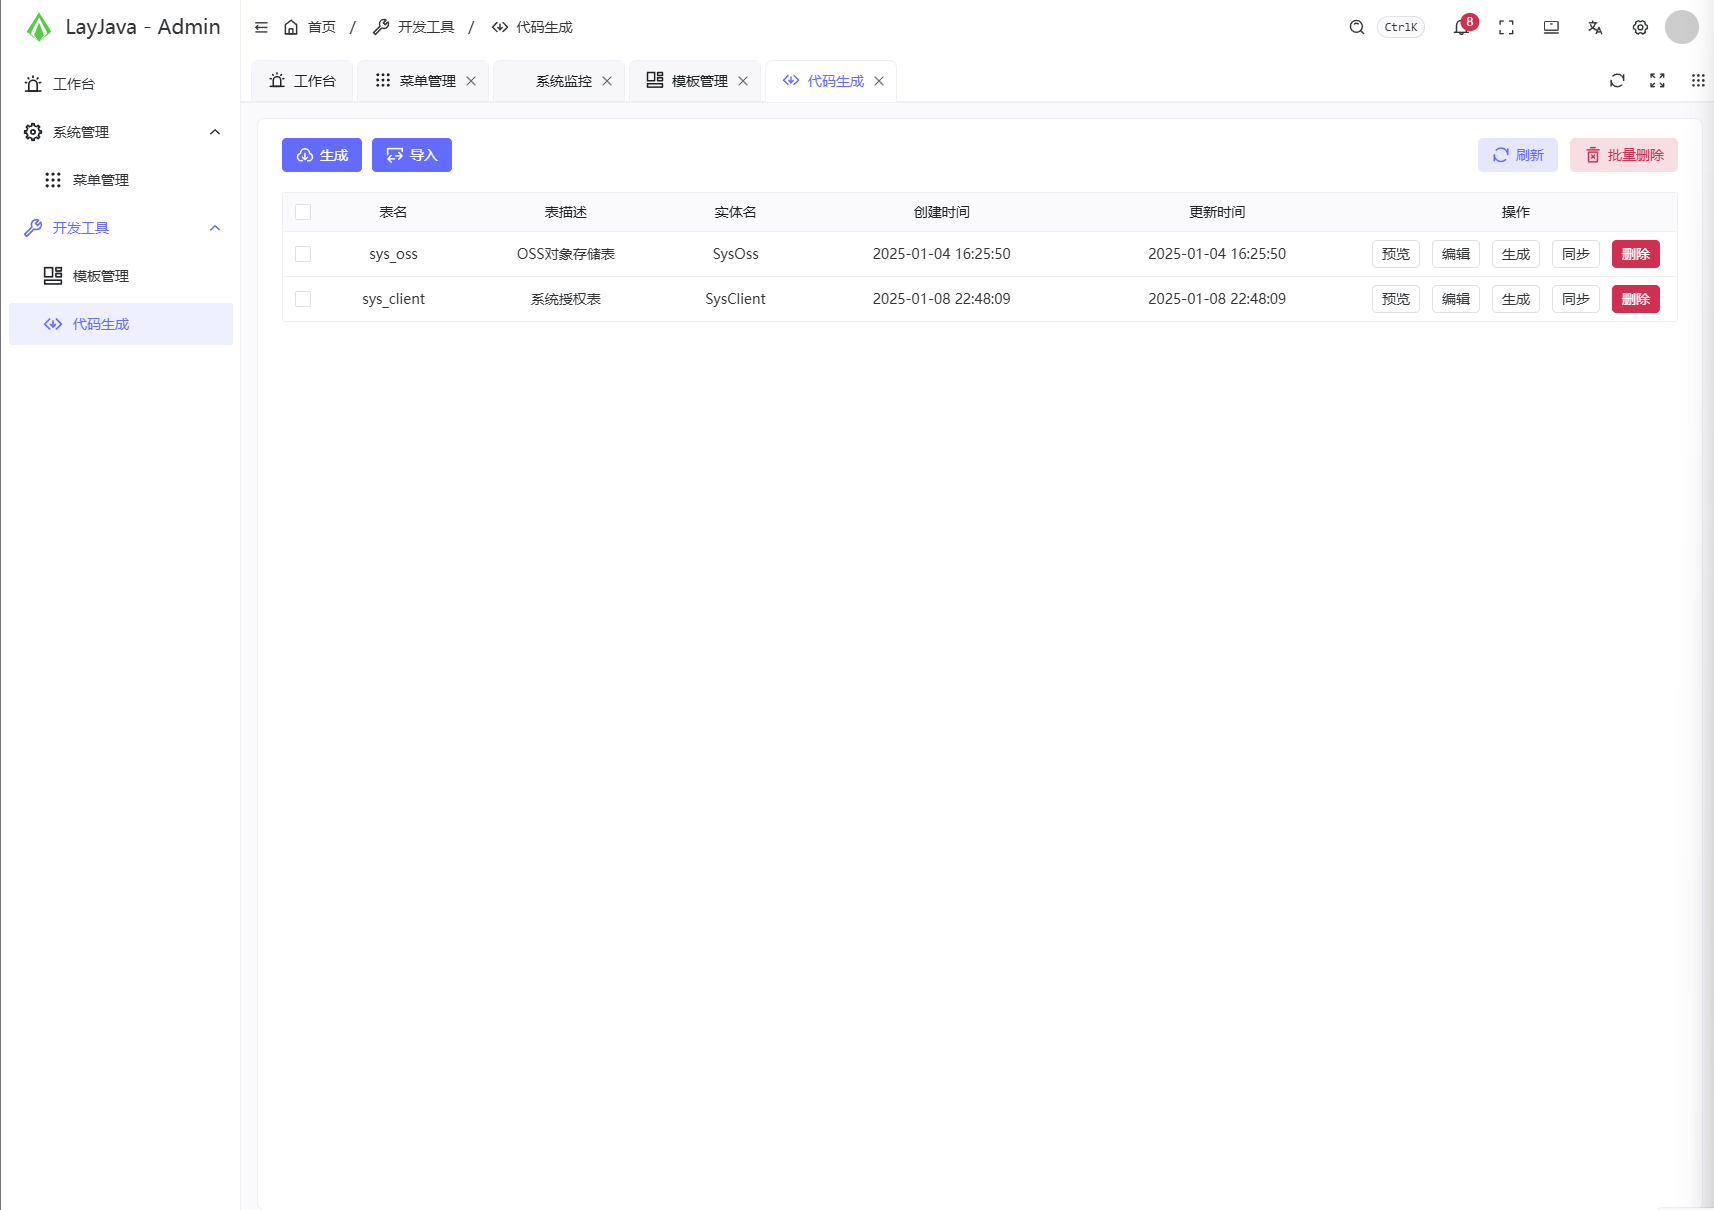 LayJava - Admin
首页 / 开发工具 / 代码生成
CtrlK
8
工作台
系统管理
菜单管理
开发工具
模板管理
代码生成
工作台 菜单管理 系统监控 模板管理 代码生成
生成 导入 刷新 批量删除
表名 表描述 实体名 创建时间 更新时间 操作
sys_oss OSS对象存储表 SysOss 2025-01-04 16:25:50 2025-01-04 16:25:50 预览 编辑 生成 同步 删除
sys_client 系统授权表 SysClient 2025-01-08 22:48:09 2025-01-08 22:48:09 预览 编辑 生成 同步 删除